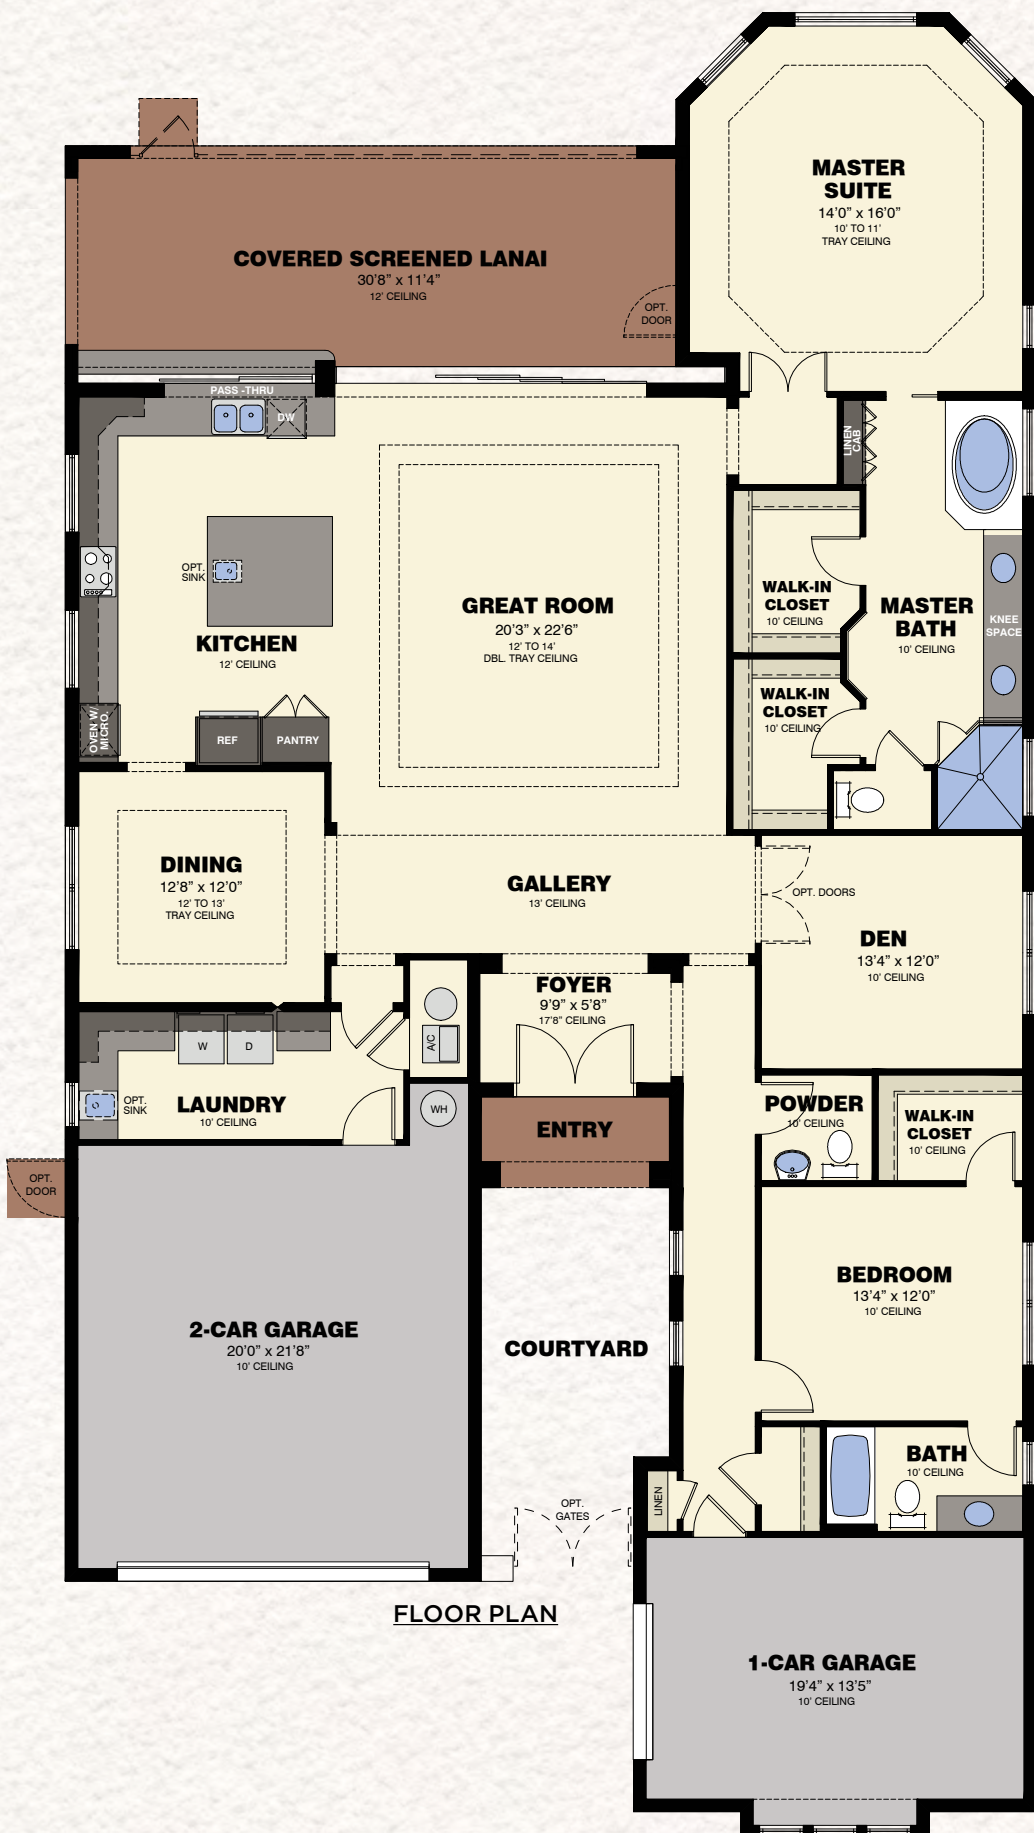 MASTER
SUITE
14'0" x 16'0"
10' TO 11'
TRAY CEILING
COVERED SCREENED LANAI
30'8" x 11'4"
12' CEILING
OPT.
DOOR
PASS -THRU
DW
LINEN
CAB
OPT.
SINK
KITCHEN
12' CEILING
GREAT ROOM
20'3" x 22'6"
12' TO 14'
DBL. TRAY CEILING
WALK-IN
CLOSET
10' CEILING
MASTER
BATH
10' CEILING
KNEE
SPACE
WALK-IN
CLOSET
10' CEILING
OVEN W/
MICRO.
REF
PANTRY
DINING
12'8" x 12'0"
12' TO 13'
TRAY CEILING
GALLERY
13' CEILING
OPT. DOORS
DEN
13'4" x 12'0"
10' CEILING
FOYER
9'9" x 5'8"
17'8" CEILING
A/C
W
D
OPT.
SINK
LAUNDRY
10' CEILING
WH
ENTRY
POWDER
10' CEILING
WALK-IN
CLOSET
10' CEILING
OPT.
DOOR
BEDROOM
13'4" x 12'0"
10' CEILING
2-CAR GARAGE
20'0" x 21'8"
10' CEILING
COURTYARD
BATH
10' CEILING
LINEN
OPT.
GATES
FLOOR PLAN
1-CAR GARAGE
19'4" x 13'5"
10' CEILING